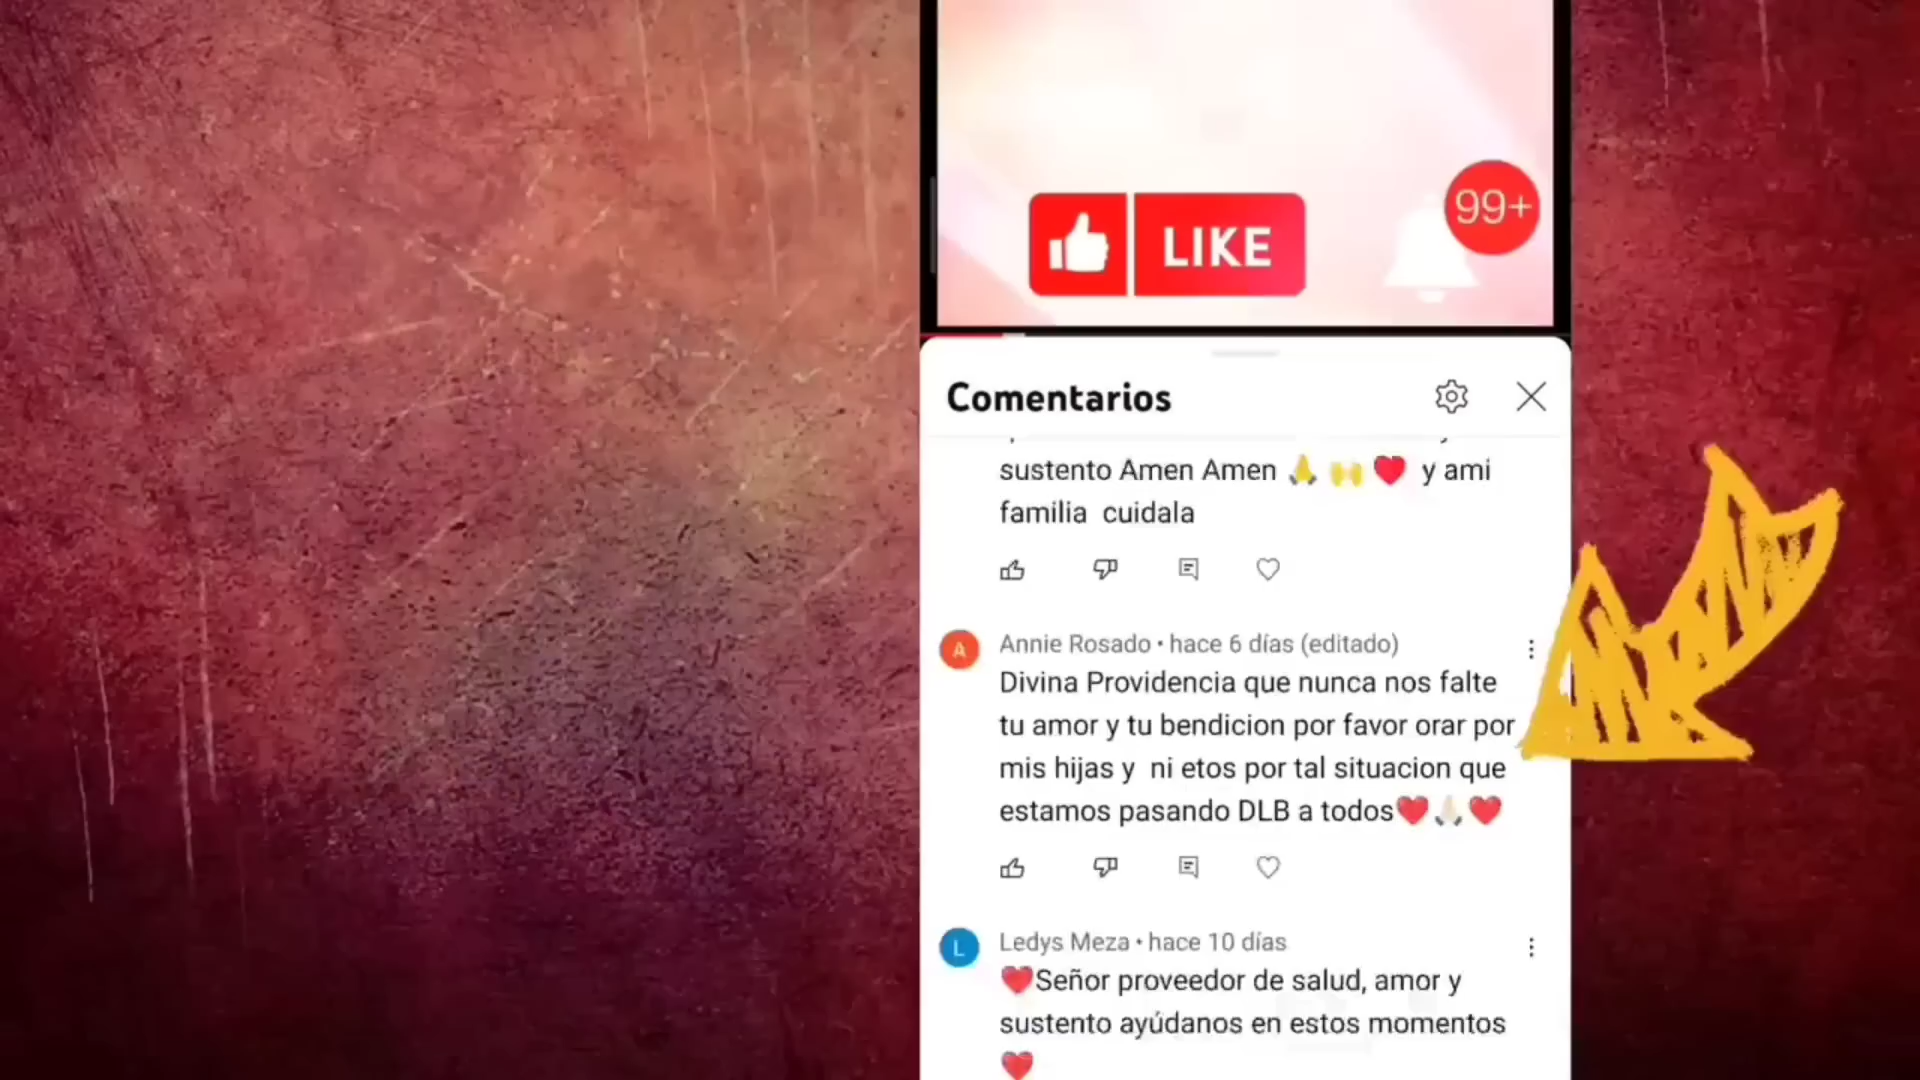 99+
LIKE
Comentarios
sustento Amen Amen 🙏 🙌 ❤️ y ami
familia cuidala
A
Annie Rosado • hace 6 días (editado)
Divina Providencia que nunca nos falte
tu amor y tu bendicion por favor orar por
mis hijas y ni etos por tal situacion que
estamos pasando DLB a todos❤️🙏🏻❤️
L
Ledys Meza • hace 10 días
❤️Señor proveedor de salud, amor y
sustento ayúdanos en estos momentos
❤️